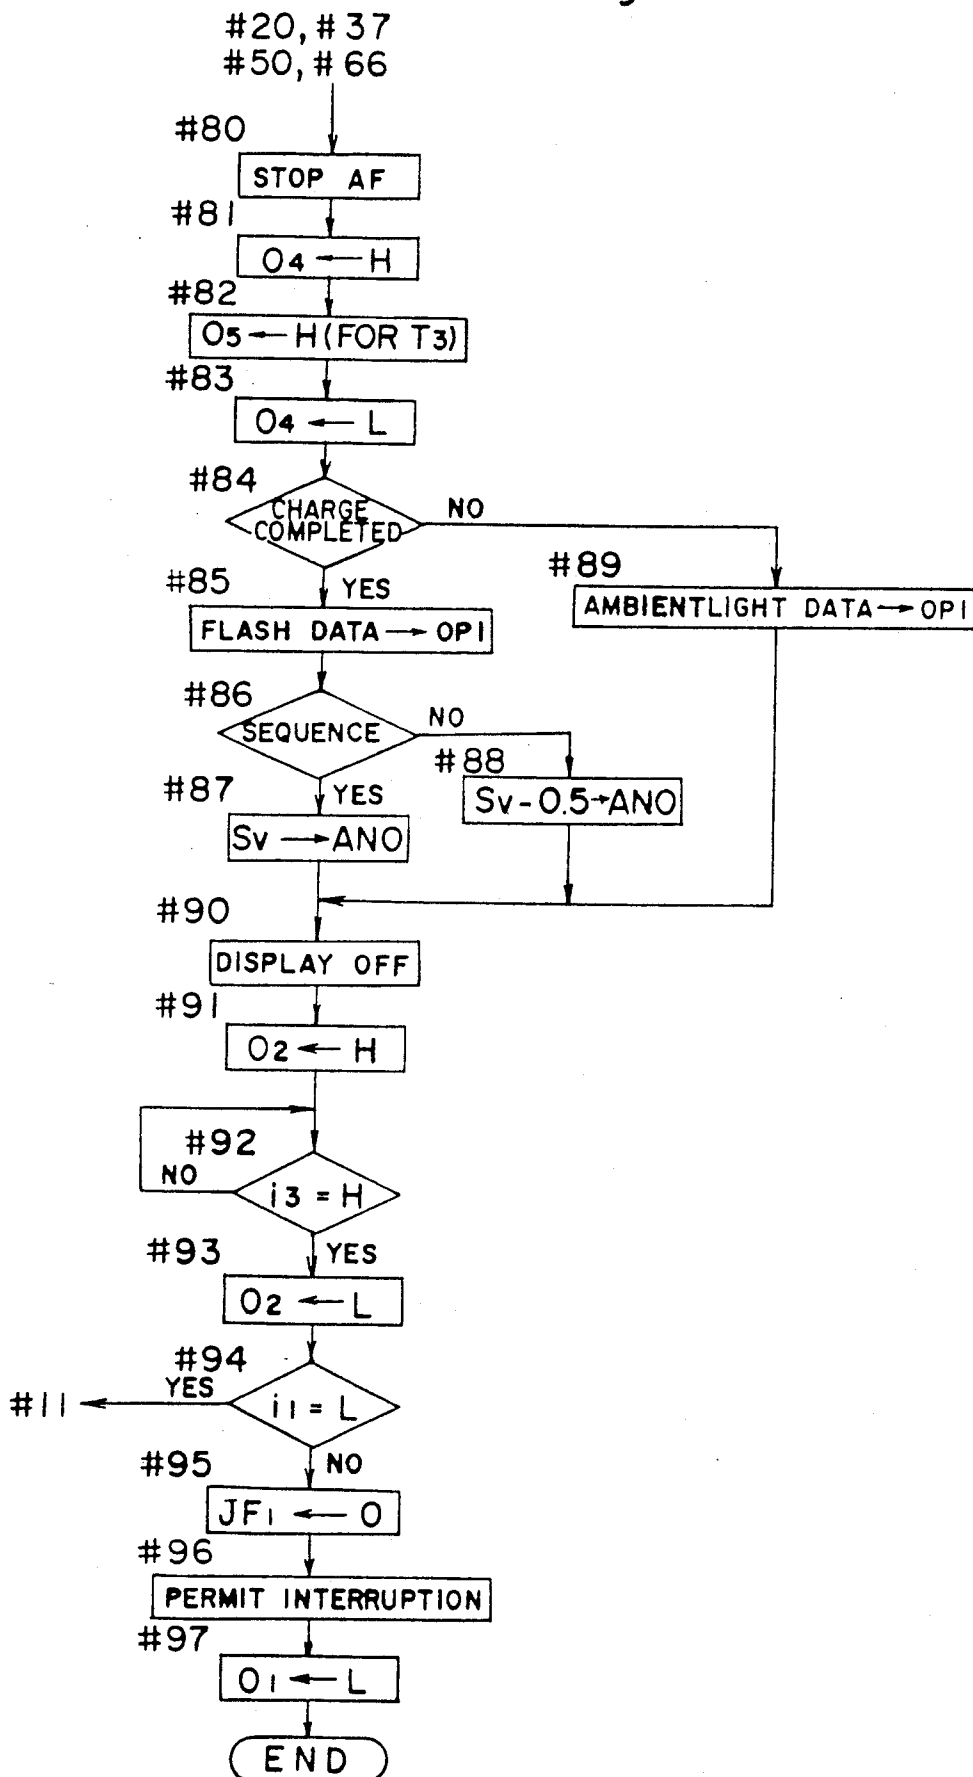 #20, #37
#50, #66
#80
STOP AF
#81
O4 ← H
#82
O5 ← H (FOR T3)
#83
O4 ← L
#84
CHARGE
COMPLETED
NO
#85
YES
#89
FLASH DATA → OPI
AMBIENTLIGHT DATA → OPI
#86
SEQUENCE
NO
#87
YES
#88
Sv → ANO
Sv - 0.5 → ANO
#90
DISPLAY OFF
#91
O2 ← H
#92
NO
i3 = H
#93
YES
O2 ← L
#94
YES
#11
i1 = L
#95
NO
JF1 ← O
#96
PERMIT INTERRUPTION
#97
O1 ← L
END